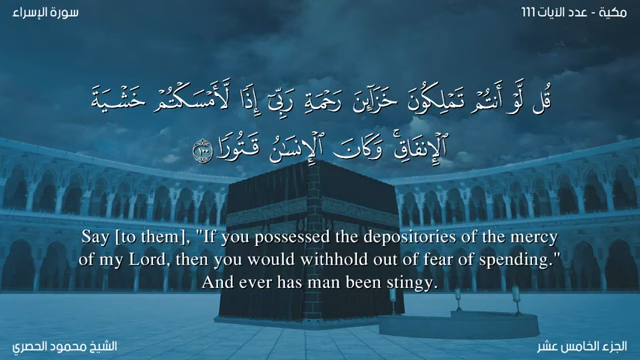 سورة الإسراء
مكية - عدد الآيات 111
قُل لَّوْ أَنتُمْ تَمْلِكُونَ خَزَآئِنَ رَحْمَةِ رَبِّىٓ إِذًا لَّأَمْسَكْتُمْ خَشْيَةَ
ٱلْإِنفَاقِ ۚ وَكَانَ ٱلْإِنسَـٰنُ قَتُورًا ١٠٠
Say [to them], "If you possessed the depositories of the mercy
of my Lord, then you would withhold out of fear of spending."
And ever has man been stingy.
الشيخ محمود الحصري
الجزء الخامس عشر